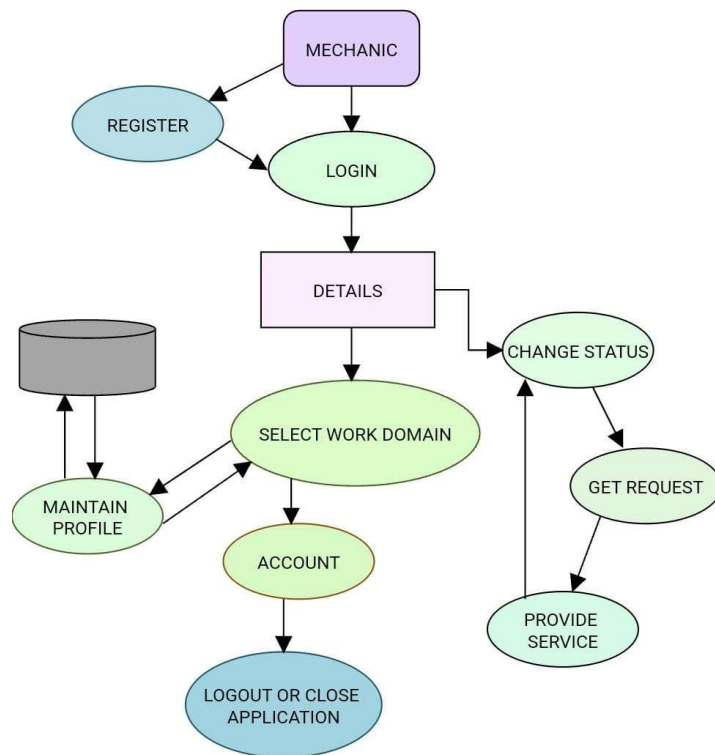 MECHANIC
REGISTER
LOGIN
DETAILS
CHANGE STATUS
SELECT WORK DOMAIN
GET REQUEST
MAINTAIN
PROFILE
ACCOUNT
PROVIDE
SERVICE
LOGOUT OR CLOSE
APPLICATION